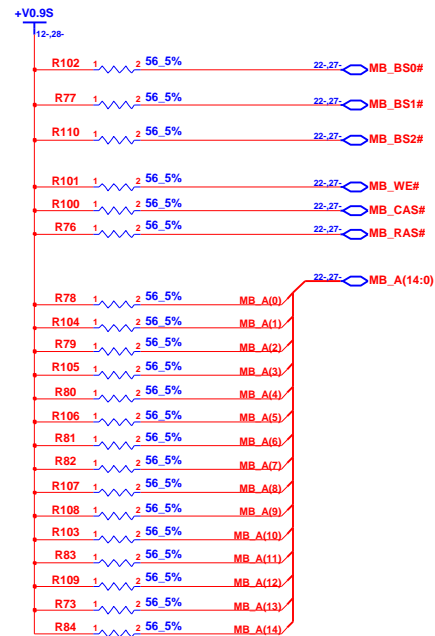 +V0.9S
12-,28-
R102 1 2 56_5% 22-,27- MB_BS0#
R77 1 2 56_5% 22-,27- MB_BS1#
R110 1 2 56_5% 22-,27- MB_BS2#
R101 1 2 56_5% 22-,27- MB_WE#
R100 1 2 56_5% 22-,27- MB_CAS#
R76 1 2 56_5% 22-,27- MB_RAS#
22-,27- MB_A(14:0)
R78 1 2 56_5% MB_A(0)
R104 1 2 56_5% MB_A(1)
R79 1 2 56_5% MB_A(2)
R105 1 2 56_5% MB_A(3)
R80 1 2 56_5% MB_A(4)
R106 1 2 56_5% MB_A(5)
R81 1 2 56_5% MB_A(6)
R82 1 2 56_5% MB_A(7)
R107 1 2 56_5% MB_A(8)
R108 1 2 56_5% MB_A(9)
R103 1 2 56_5% MB_A(10)
R83 1 2 56_5% MB_A(11)
R109 1 2 56_5% MB_A(12)
R73 1 2 56_5% MB_A(13)
R84 1 2 56_5% MB_A(14)